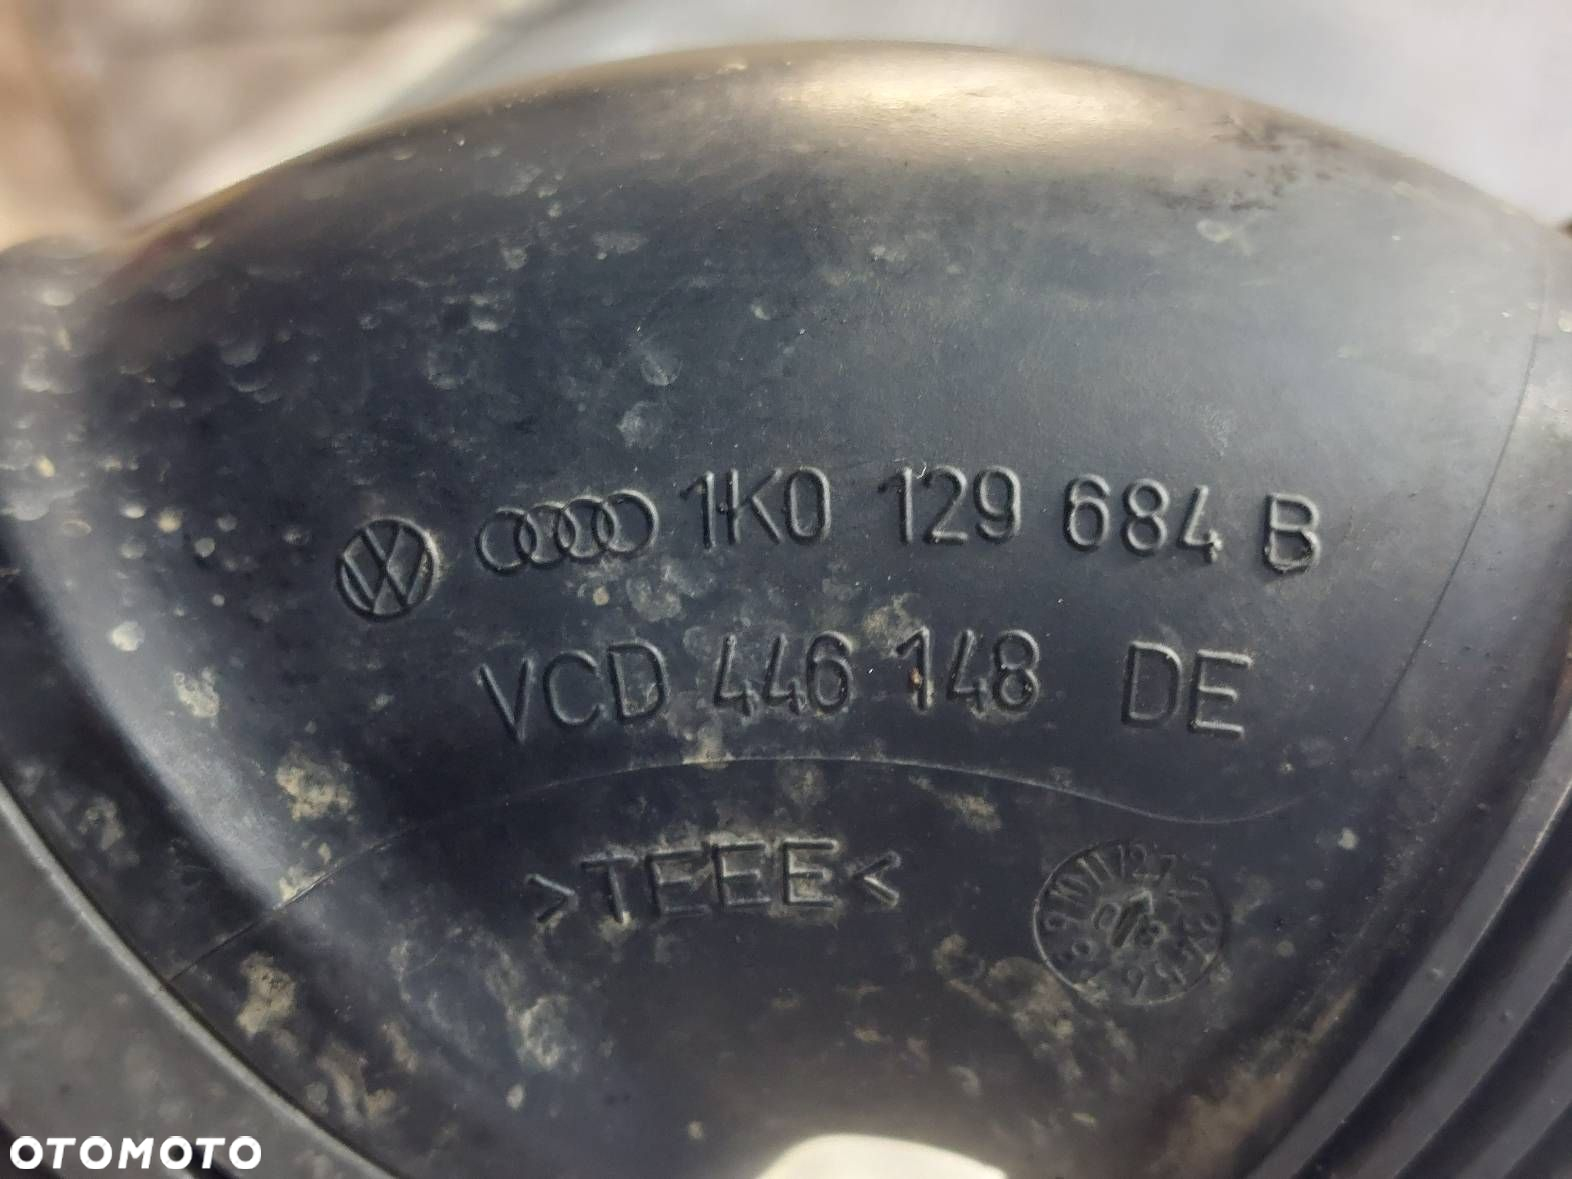 1K0 129 684 B
VCD 446 148 DE
>TEEE<
OTOMOTO